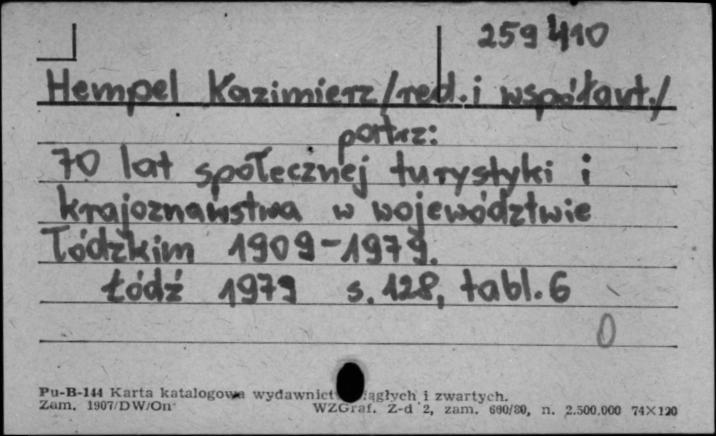 259410
Hempel Kazimierz /red. i współaut./
patrz:
70 lat społecznej turystyki i
krajoznawstwa w województwie
Łódzkim 1909-1979.
Łódź 1979 s. 128, tabl. 6
0
Pu-B-144 Karta katalogowa wydawnict iągłych i zwartych.
Zam. 1907/DW/On WZGraf. Z-d 2, zam. 680/80, n. 2.500.000 74×120